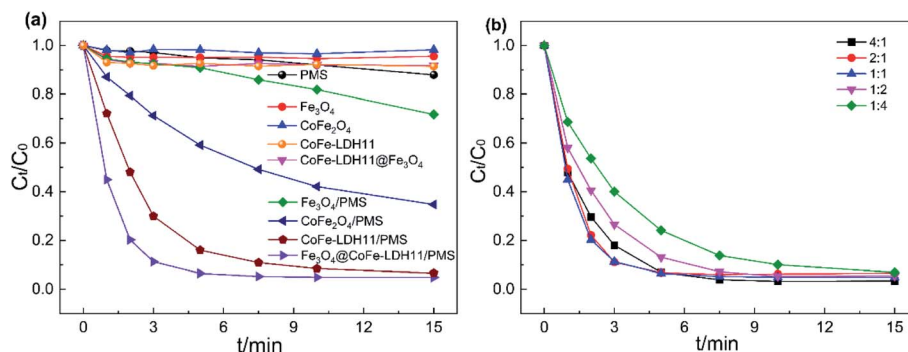 (a)
1.0
0.8
0.6
0.4
0.2
0.0
Cₜ/C₀
PMS
Fe₃O₄
CoFe₂O₄
CoFe-LDH11
CoFe-LDH11@Fe₃O₄
Fe₃O₄/PMS
CoFe₂O₄/PMS
CoFe-LDH11/PMS
Fe₃O₄@CoFe-LDH11/PMS
0 3 6 9 12 15
t/min
(b)
1.0
0.8
0.6
0.4
0.2
0.0
Cₜ/C₀
4:1
2:1
1:1
1:2
1:4
0 3 6 9 12 15
t/min